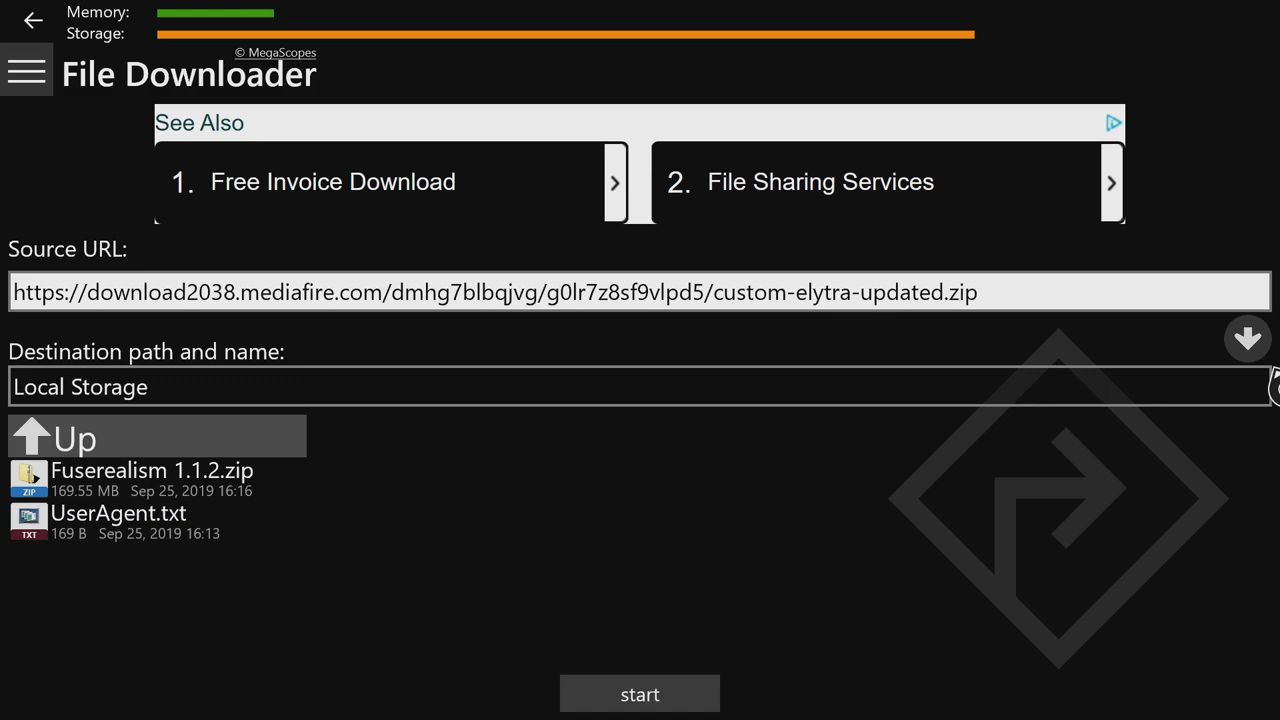 Memory:
Storage:
© MegaScopes
File Downloader
See Also
1. Free Invoice Download
2. File Sharing Services
Source URL:
https://download2038.mediafire.com/dmhg7blbqjvg/g0lr7z8sf9vlpd5/custom-elytra-updated.zip
Destination path and name:
Local Storage
Up
Fuserealism 1.1.2.zip
ZIP 169.55 MB Sep 25, 2019 16:16
UserAgent.txt
TXT 169 B Sep 25, 2019 16:13
start